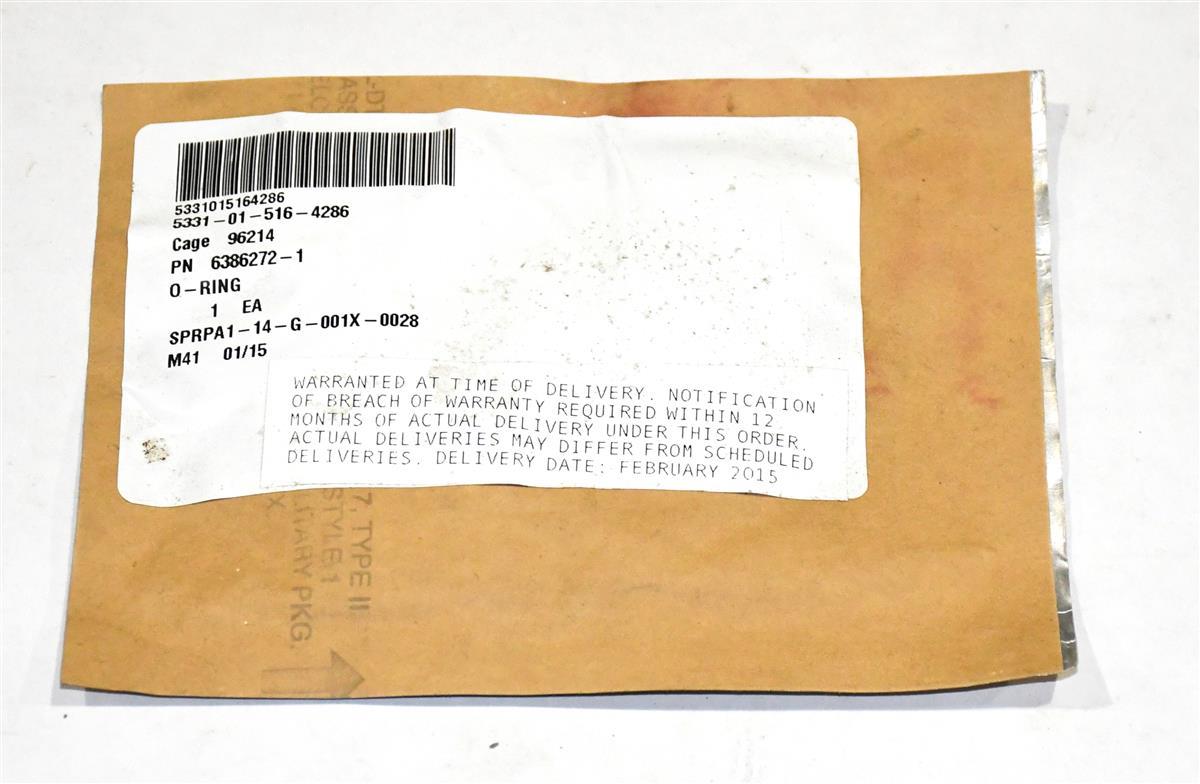 5331015164286
5331-01-516-4286
Cage 96214
PN 6386272-1
O-RING
1 EA
SPRPA1-14-G-001X-0028
M41 01/15
WARRANTED AT TIME OF DELIVERY. NOTIFICATION
OF BREACH OF WARRANTY REQUIRED WITHIN 12
MONTHS OF ACTUAL DELIVERY UNDER THIS ORDER.
ACTUAL DELIVERIES MAY DIFFER FROM SCHEDULED
DELIVERIES. DELIVERY DATE: FEBRUARY 2015
7, TYPE II
STYLE 1
PKG.
X